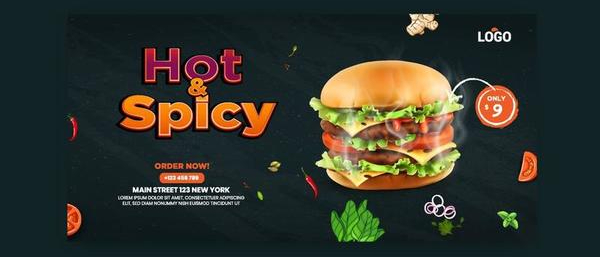 LOGO
Hot
&
Spicy
ONLY
$9
ORDER NOW!
+123 456 789
MAIN STREET 123 NEW YORK
LOREM IPSUM DOLOR SIT AMET, CONSECTETUER ADIPISCING ELIT,
SED DIAM NONUMMY NISH EUISMOD TINCIDUNT UT